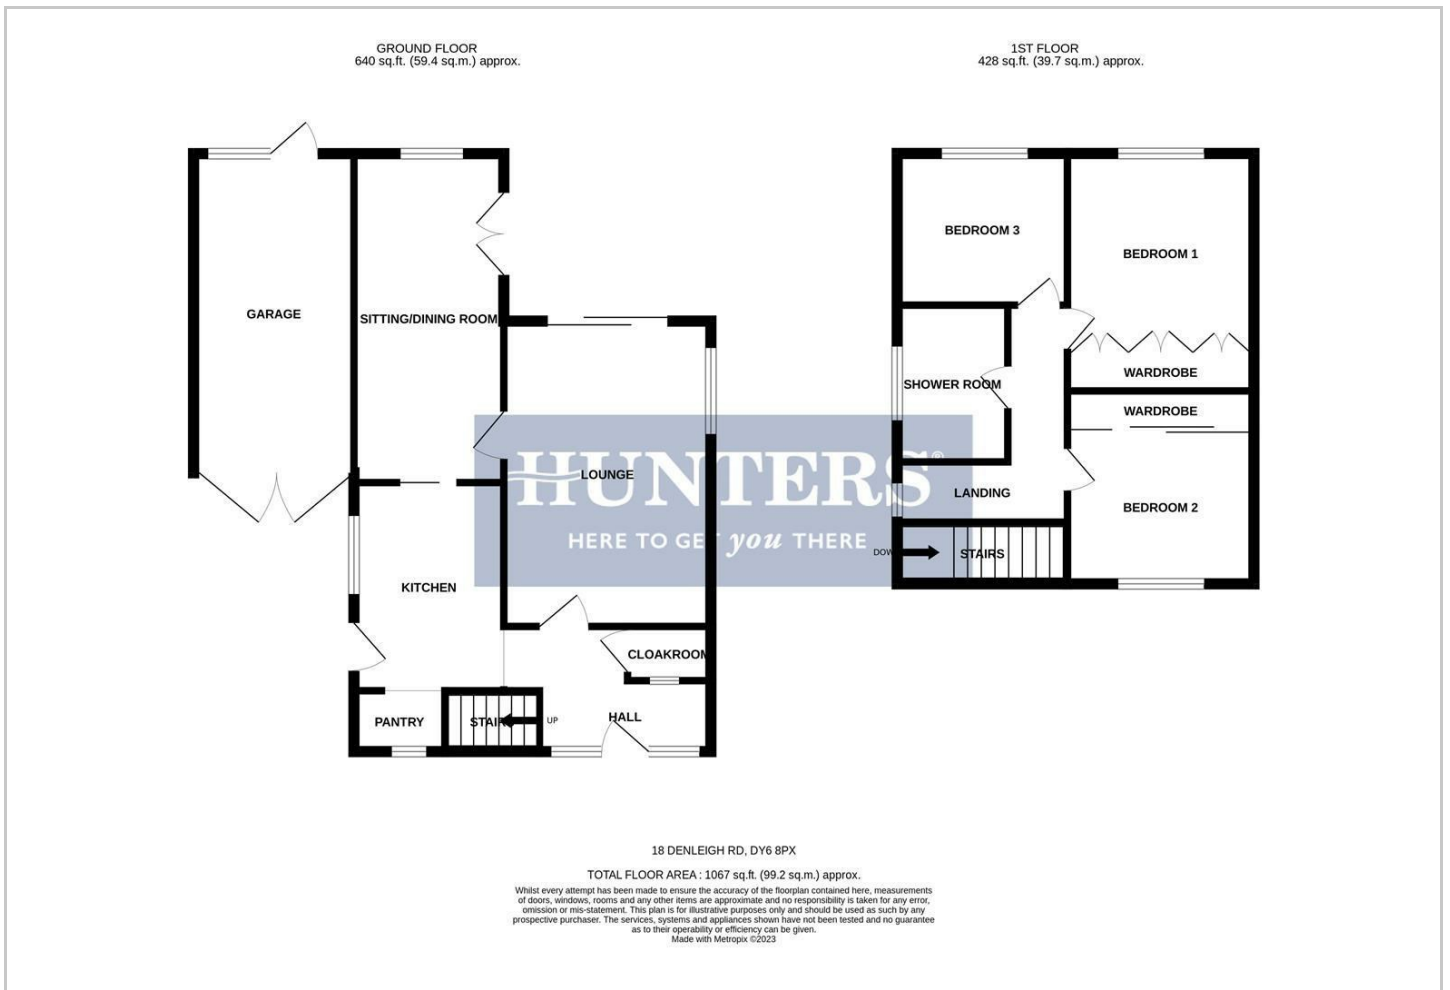 GROUND FLOOR
640 sq.ft. (59.4 sq.m.) approx.
1ST FLOOR
428 sq.ft. (39.7 sq.m.) approx.
GARAGE
SITTING/DINING ROOM
LOUNGE
KITCHEN
CLOAKROOM
PANTRY
STAIRS
UP
HALL
BEDROOM 3
BEDROOM 1
WARDROBE
SHOWER ROOM
WARDROBE
LANDING
BEDROOM 2
DOWN
STAIRS
HUNTERS®
HERE TO GET you THERE
18 DENLEIGH RD, DY6 8PX
TOTAL FLOOR AREA : 1067 sq.ft. (99.2 sq.m.) approx.
Whilst every attempt has been made to ensure the accuracy of the floorplan contained here, measurements
of doors, windows, rooms and any other items are approximate and no responsibility is taken for any error,
omission or mis-statement. This plan is for illustrative purposes only and should be used as such by any
prospective purchaser. The services, systems and appliances shown have not been tested and no guarantee
as to their operability or efficiency can be given.
Made with Metropix ©2023